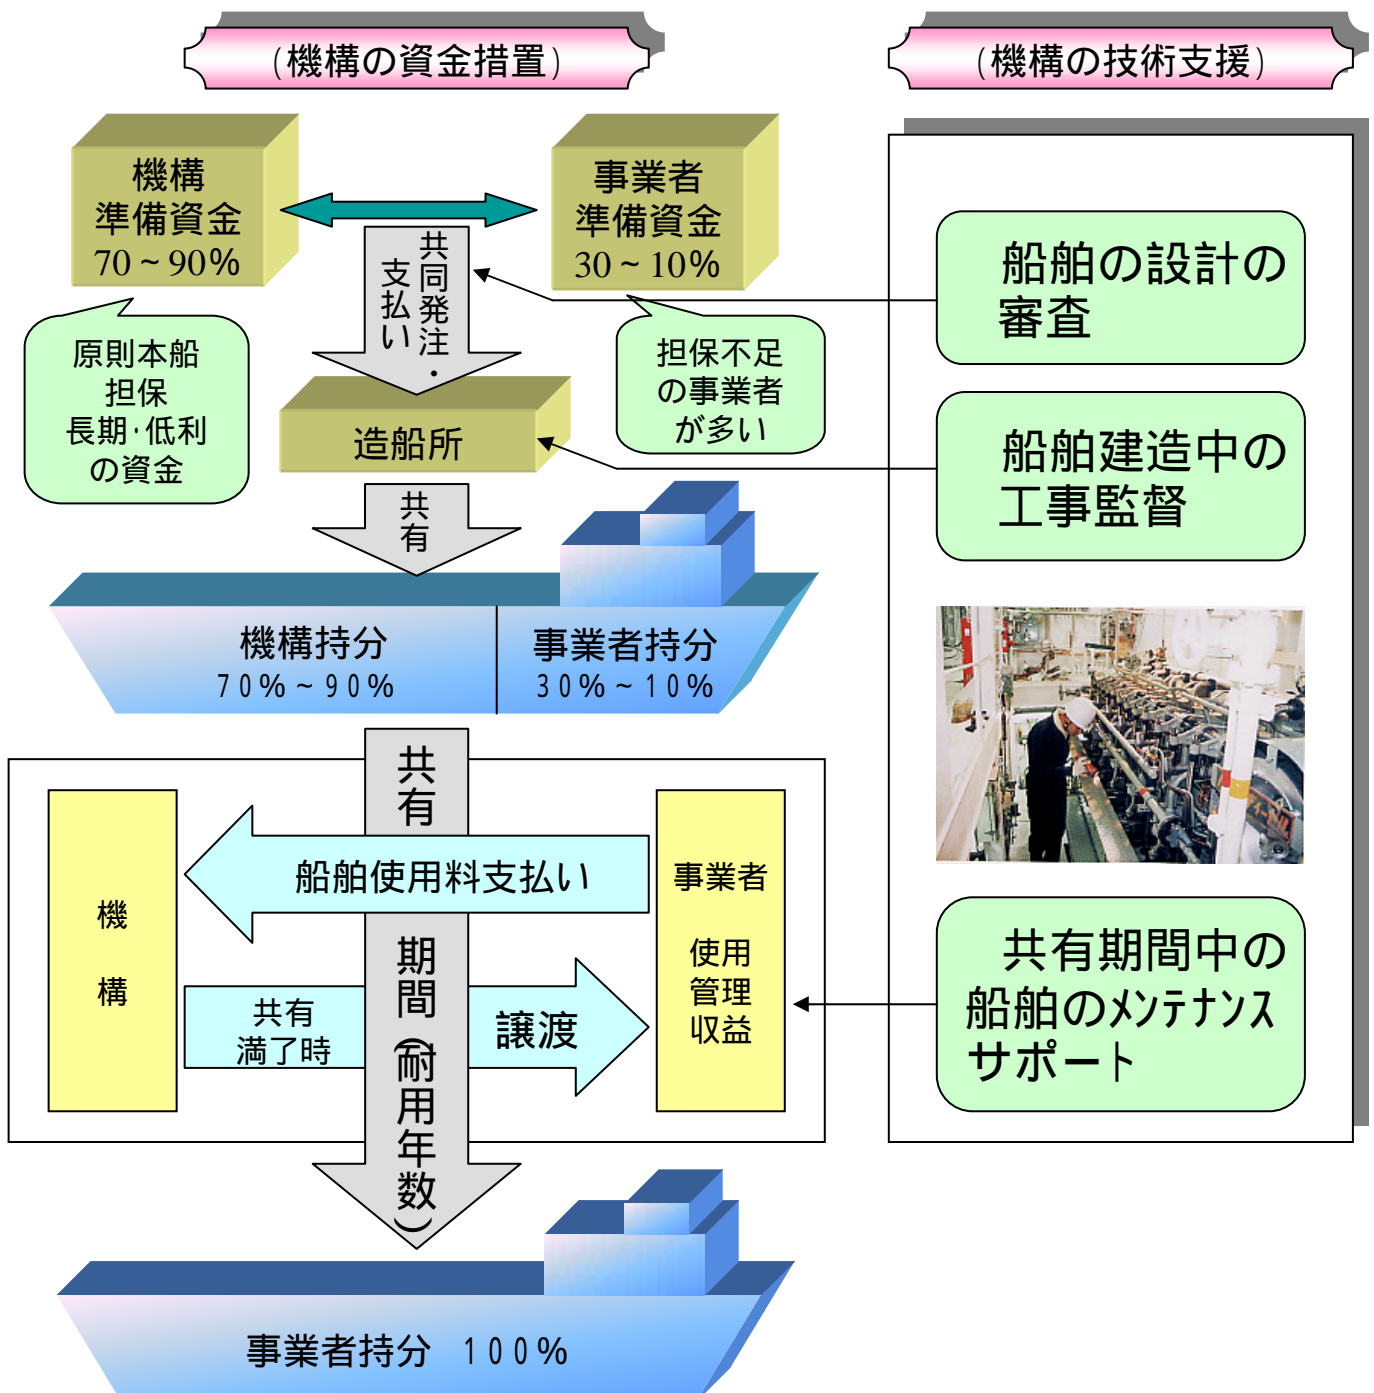 (機構の資金措置)
(機構の技術支援)
機構
準備資金
70～90％
事業者
準備資金
30～10％
共同発注・
支払い
原則本船
担保
長期・低利
の資金
担保不足
の事業者
が多い
造船所
共有
機構持分
70％～90％
事業者持分
30％～10％
共有期間(耐用年数)
機構
船舶使用料支払い
共有
満了時
譲渡
事業者
使用
管理
収益
事業者持分 100％
船舶の設計の
審査
船舶建造中の
工事監督
共有期間中の
船舶のメンテナンス
サポート